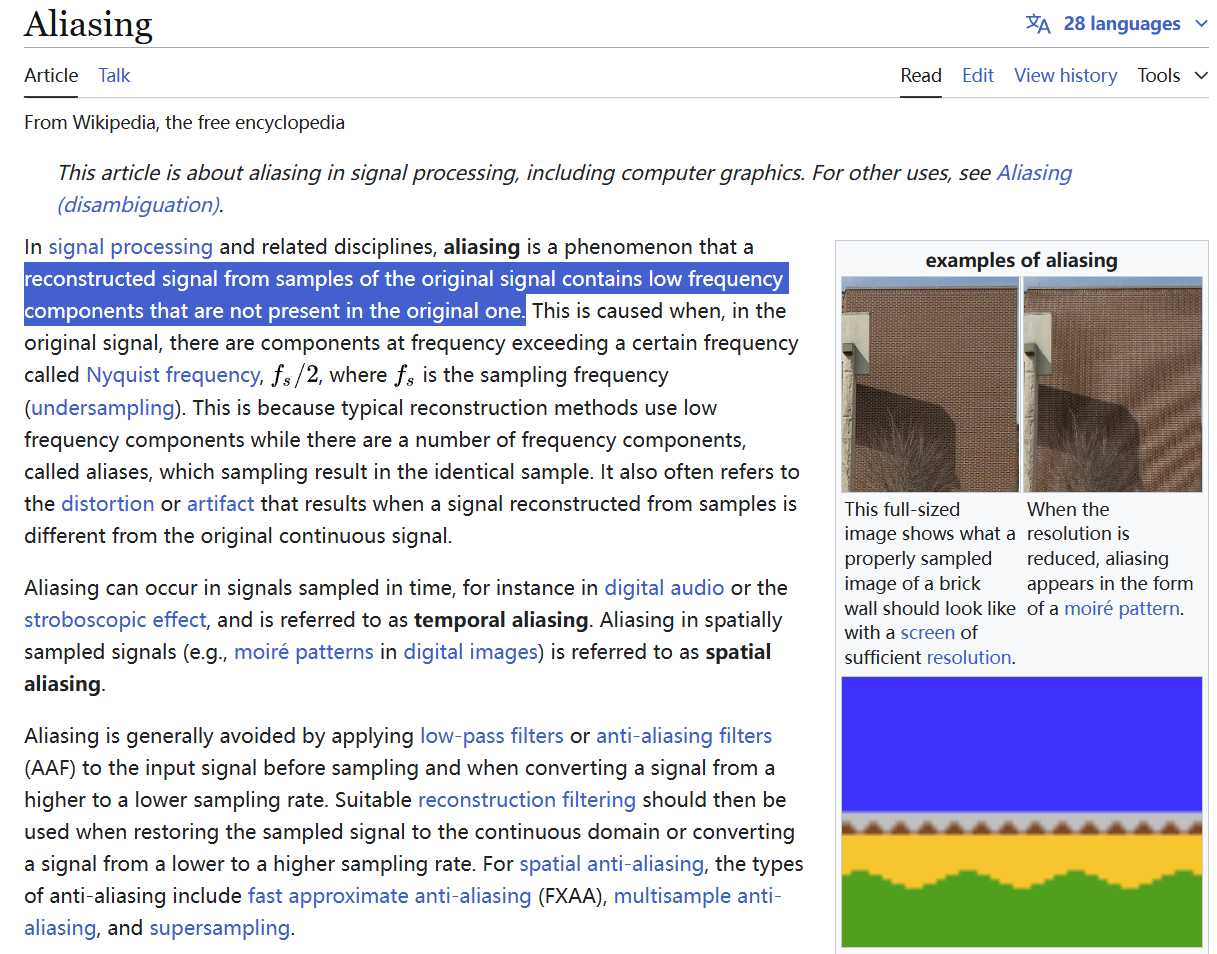 Aliasing
28 languages
Article Talk
Read Edit View history Tools
From Wikipedia, the free encyclopedia
This article is about aliasing in signal processing, including computer graphics. For other uses, see Aliasing
(disambiguation).
In signal processing and related disciplines, aliasing is a phenomenon that a
reconstructed signal from samples of the original signal contains low frequency
components that are not present in the original one. This is caused when, in the
original signal, there are components at frequency exceeding a certain frequency
called Nyquist frequency, fs/2, where fs is the sampling frequency
(undersampling). This is because typical reconstruction methods use low
frequency components while there are a number of frequency components,
called aliases, which sampling result in the identical sample. It also often refers to
the distortion or artifact that results when a signal reconstructed from samples is
different from the original continuous signal.
Aliasing can occur in signals sampled in time, for instance in digital audio or the
stroboscopic effect, and is referred to as temporal aliasing. Aliasing in spatially
sampled signals (e.g., moiré patterns in digital images) is referred to as spatial
aliasing.
Aliasing is generally avoided by applying low-pass filters or anti-aliasing filters
(AAF) to the input signal before sampling and when converting a signal from a
higher to a lower sampling rate. Suitable reconstruction filtering should then be
used when restoring the sampled signal to the continuous domain or converting
a signal from a lower to a higher sampling rate. For spatial anti-aliasing, the types
of anti-aliasing include fast approximate anti-aliasing (FXAA), multisample anti-
aliasing, and supersampling.
examples of aliasing
This full-sized
image shows what a
properly sampled
image of a brick
wall should look like
with a screen of
sufficient resolution.
When the
resolution is
reduced, aliasing
appears in the form
of a moiré pattern.